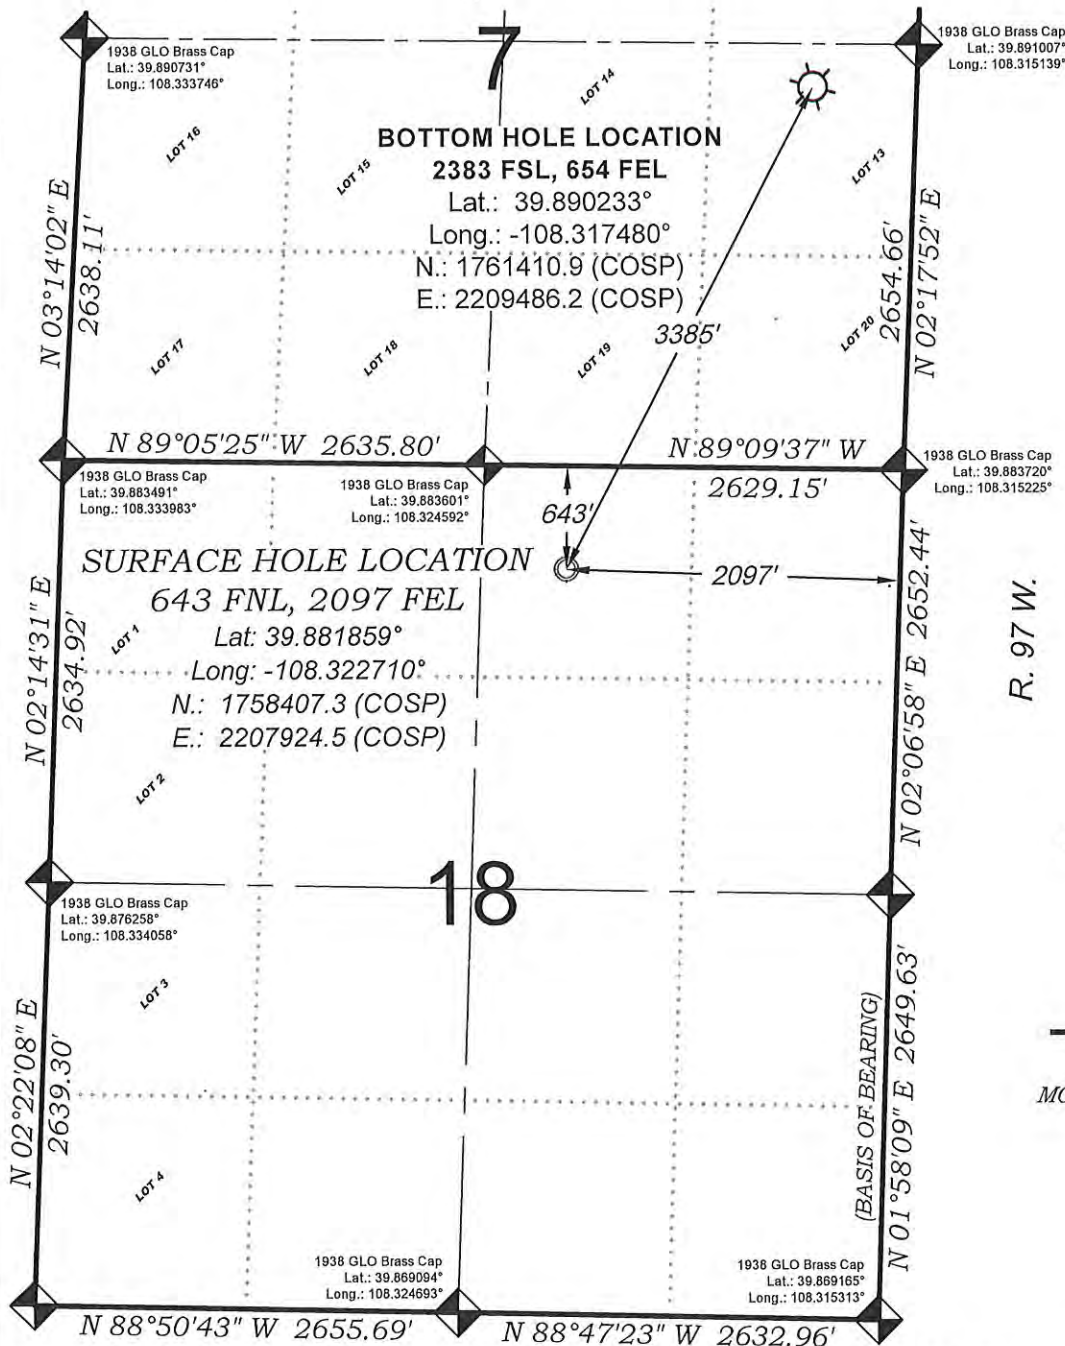 1938 GLO Brass Cap
Lat.: 39.890731°
Long.: 108.333746°
7
1938 GLO Brass Cap
Lat.: 39.891007°
Long.: 108.315139°
LOT 14
LOT 16
LOT 15
LOT 13
BOTTOM HOLE LOCATION
2383 FSL, 654 FEL
Lat.: 39.890233°
Long.: -108.317480°
N.: 1761410.9 (COSP)
E.: 2209486.2 (COSP)
N 03°14'02" E
2638.11'
2654.66'
N 02°17'52" E
3385'
LOT 17
LOT 18
LOT 19
LOT 20
N 89°05'25" W 2635.80'
N 89°09'37" W
2629.15'
1938 GLO Brass Cap
Lat.: 39.883491°
Long.: 108.333983°
1938 GLO Brass Cap
Lat.: 39.883601°
Long.: 108.324592°
1938 GLO Brass Cap
Lat.: 39.883720°
Long.: 108.315225°
643'
2097'
SURFACE HOLE LOCATION
643 FNL, 2097 FEL
Lat: 39.881859°
Long: -108.322710°
N.: 1758407.3 (COSP)
E.: 2207924.5 (COSP)
N 02°14'31" E
2634.92'
LOT 1
LOT 2
N 02°06'58" E 2652.44'
R. 97 W.
18
1938 GLO Brass Cap
Lat.: 39.876258°
Long.: 108.334058°
LOT 3
N 02°22'08" E
2639.30'
LOT 4
(BASIS OF BEARING)
N 01°58'09" E 2649.63'
MO
1938 GLO Brass Cap
Lat.: 39.869094°
Long.: 108.324693°
1938 GLO Brass Cap
Lat.: 39.869165°
Long.: 108.315313°
N 88°50'43" W 2655.69'
N 88°47'23" W 2632.96'